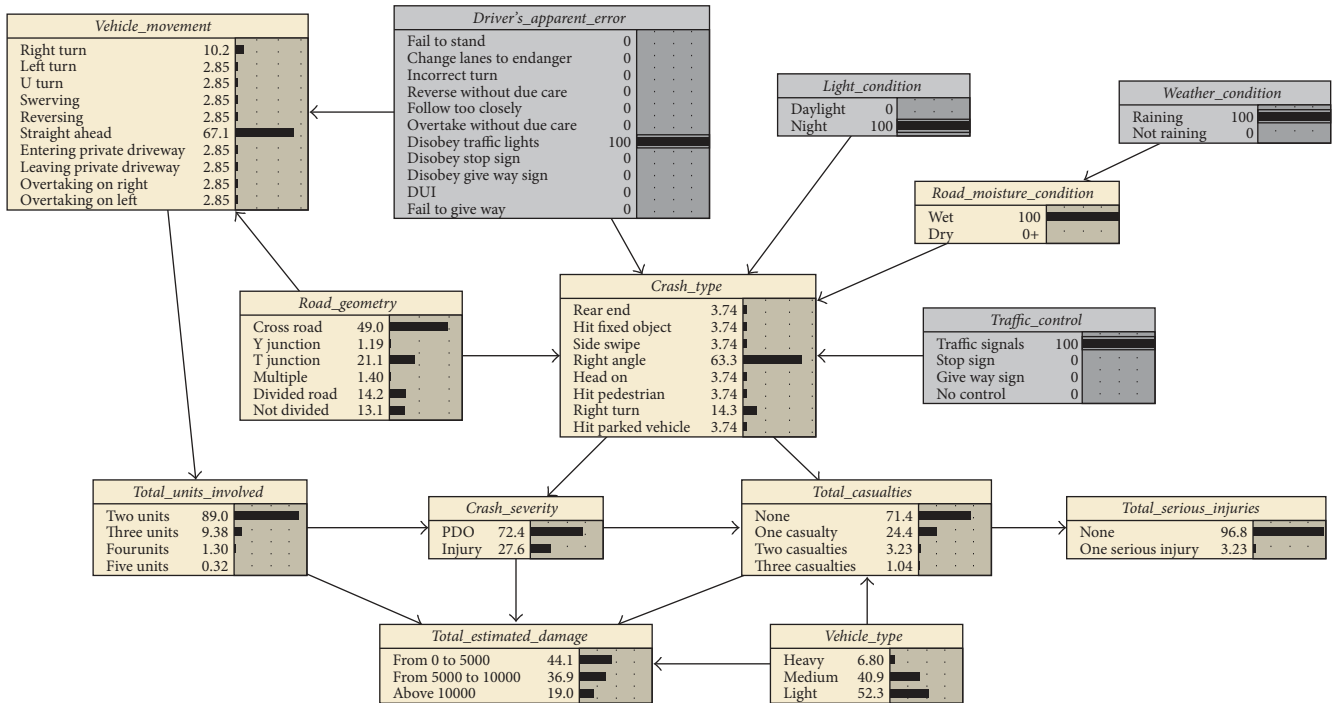 Vehicle_movement
Right turn 10.2
Left turn 2.85
U turn 2.85
Swerving 2.85
Reversing 2.85
Straight ahead 67.1
Entering private driveway 2.85
Leaving private driveway 2.85
Overtaking on right 2.85
Overtaking on left 2.85
Driver's_apparent_error
Fail to stand 0
Change lanes to endanger 0
Incorrect turn 0
Reverse without due care 0
Follow too closely 0
Overtake without due care 0
Disobey traffic lights 100
Disobey stop sign 0
Disobey give way sign 0
DUI 0
Fail to give way 0
Light_condition
Daylight 0
Night 100
Weather_condition
Raining 100
Not raining 0
Road_moisture_condition
Wet 100
Dry 0+
Road_geometry
Cross road 49.0
Y junction 1.19
T junction 21.1
Multiple 1.40
Divided road 14.2
Not divided 13.1
Crash_type
Rear end 3.74
Hit fixed object 3.74
Side swipe 3.74
Right angle 63.3
Head on 3.74
Hit pedestrian 3.74
Right turn 14.3
Hit parked vehicle 3.74
Traffic_control
Traffic signals 100
Stop sign 0
Give way sign 0
No control 0
Total_units_involved
Two units 89.0
Three units 9.38
Fourunits 1.30
Five units 0.32
Crash_severity
PDO 72.4
Injury 27.6
Total_casualties
None 71.4
One casualty 24.4
Two casualties 3.23
Three casualties 1.04
Total_serious_injuries
None 96.8
One serious injury 3.23
Total_estimated_damage
From 0 to 5000 44.1
From 5000 to 10000 36.9
Above 10000 19.0
Vehicle_type
Heavy 6.80
Medium 40.9
Light 52.3